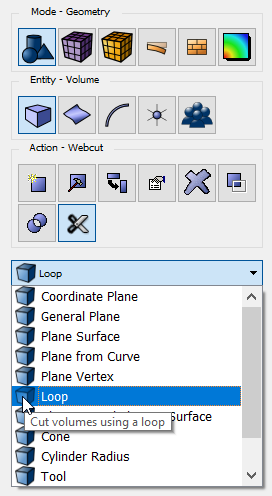 Mode - Geometry
Entity - Volume
Action - Webcut
Loop
Coordinate Plane
General Plane
Plane Surface
Plane from Curve
Plane Vertex
Loop
Surface
Cut volumes using a loop
Cone
Cylinder Radius
Tool